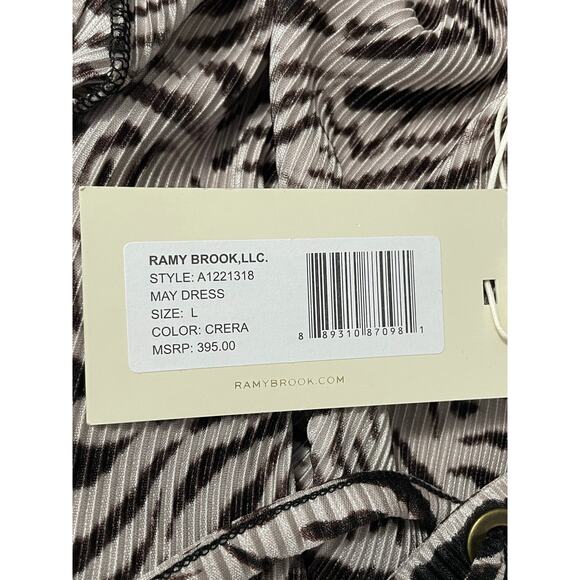 RAMY BROOK,LLC.
STYLE: A1221318
MAY DRESS
SIZE: L
COLOR: CRERA
MSRP: 395.00
8 89310 87098 1
RAMYBROOK.COM